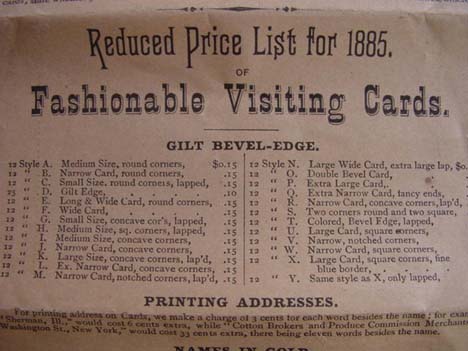 Reduced Price List for 1885.
OF
Fashionable Visiting Cards.
GILT BEVEL-EDGE.
12 Style A. Medium Size, round corners, $0.15
12 " B. Narrow Card, round corners, .15
12 " C. Small Size. round corners, lapped, .15
25 " D. Gilt Edge, .10
12 " E. Long & Wide Card, round corners, .15
12 " F. Wide Card, .15
12 " G. Small Size, concave cor's, lapped, .15
12 " H. Medium Size, sq. corners, lapped, .15
12 " I. Medium Size, concave corners, .15
12 " J. Narrow Card, concave corners, .15
12 " K. Large Size, concave corners, lap'd, .15
12 " L. Ex. Narrow Card, concave corners, .15
12 " M. Narrow Card, notched corners, lap'd, .15
12 Style N. Large Wide Card, extra large lap, $0.
12 " O. Double Bevel Card,
12 " P. Extra Large Card,
12 " Q. Extra Narrow Card, fancy ends,
12 " R. Narrow Card, concave corners, lap'd,
12 " S. Two corners round and two square,
12 " T. Colored, Bevel Edge, lapped,
12 " U. Large Card, square corners,
12 " V. Narrow, notched corners,
12 " W. Narrow Card, square corners,
12 " X. Large Card, square corners, fine
blue border,
12 " Y. Same style as X, only lapped,
PRINTING ADDRESSES.
For printing address on Cards, we make a charge of 3 cents for each word besides the name; for exam
"Sherman, Ill.," would cost 6 cents extra, while "Cotton Brokers and Produce Commission Merchant
Washington St., New York," would cost 33 cents extra, there being eleven words besides the name.
NAMES IN GOLD